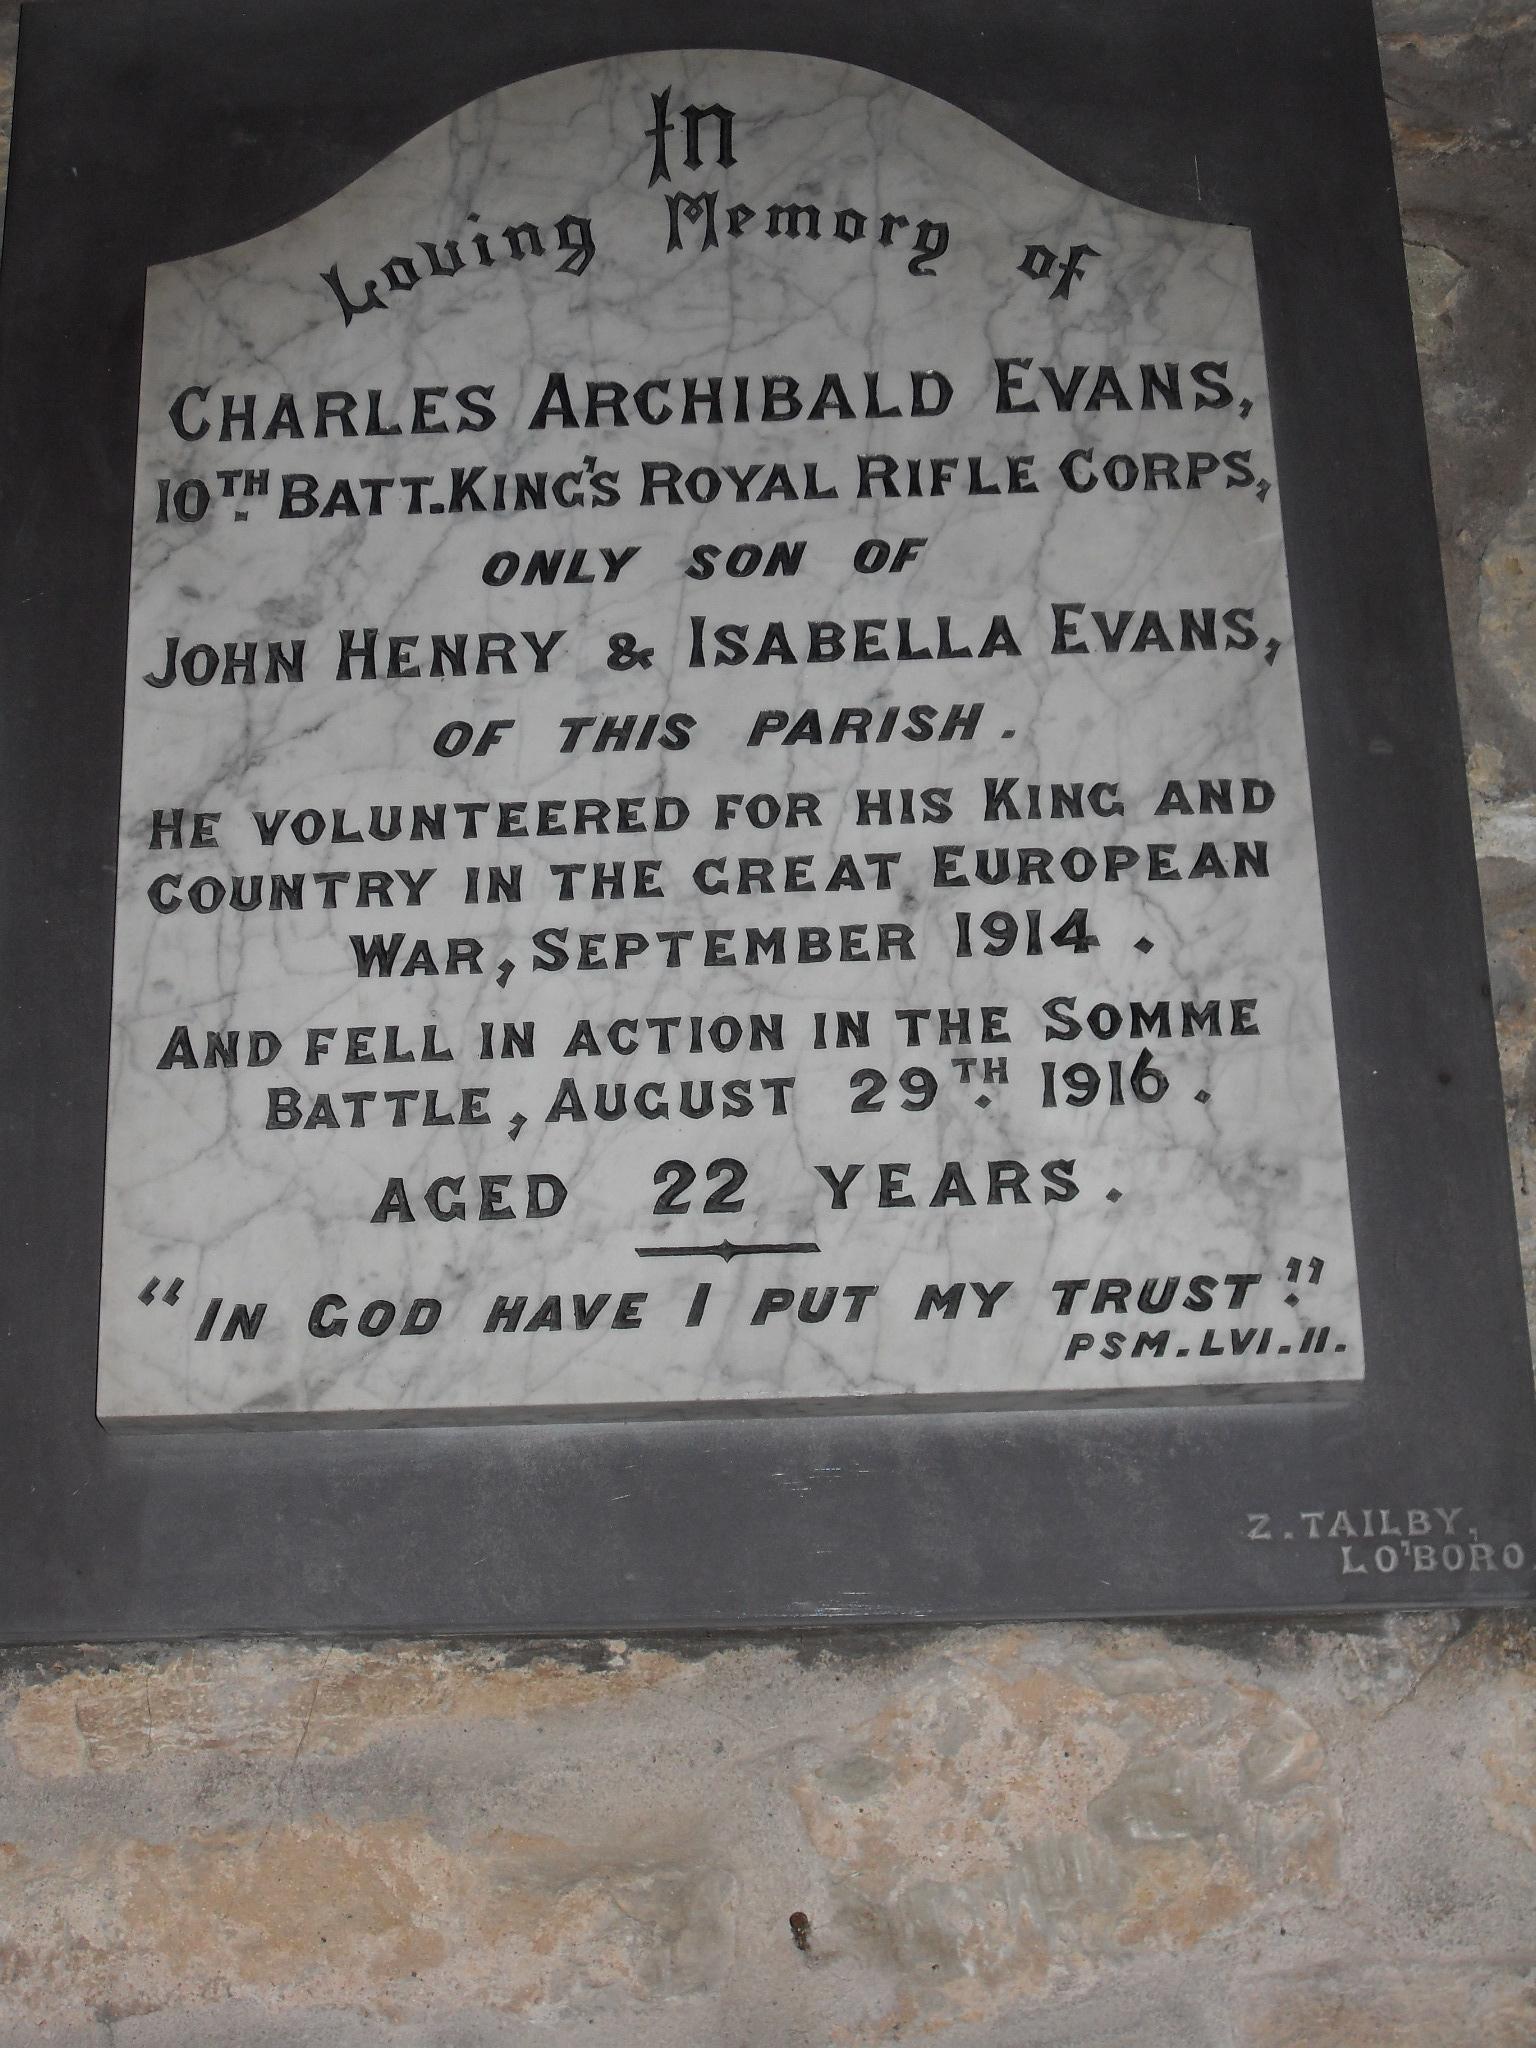 In
Loving Memory of
CHARLES ARCHIBALD EVANS,
10TH. BATT. KING'S ROYAL RIFLE CORPS,
ONLY SON OF
JOHN HENRY & ISABELLA EVANS,
OF THIS PARISH.
HE VOLUNTEERED FOR HIS KING AND
COUNTRY IN THE GREAT EUROPEAN
WAR, SEPTEMBER 1914.
AND FELL IN ACTION IN THE SOMME
BATTLE, AUGUST 29TH. 1916.
AGED 22 YEARS.
"IN GOD HAVE I PUT MY TRUST."
PSM. LVI. II.
Z. TAILBY,
LO'BORO.